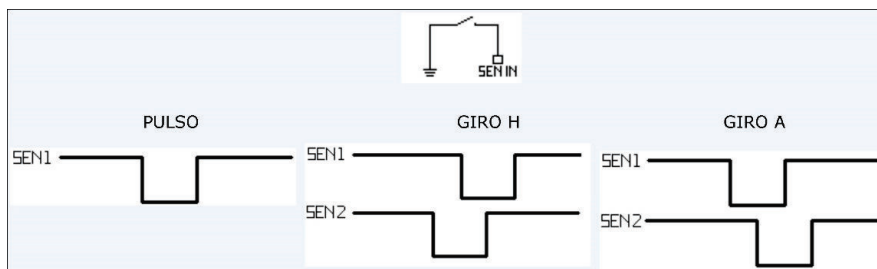 SEN IN
PULSO
GIRO H
GIRO A
SEN1
SEN1
SEN1
SEN2
SEN2